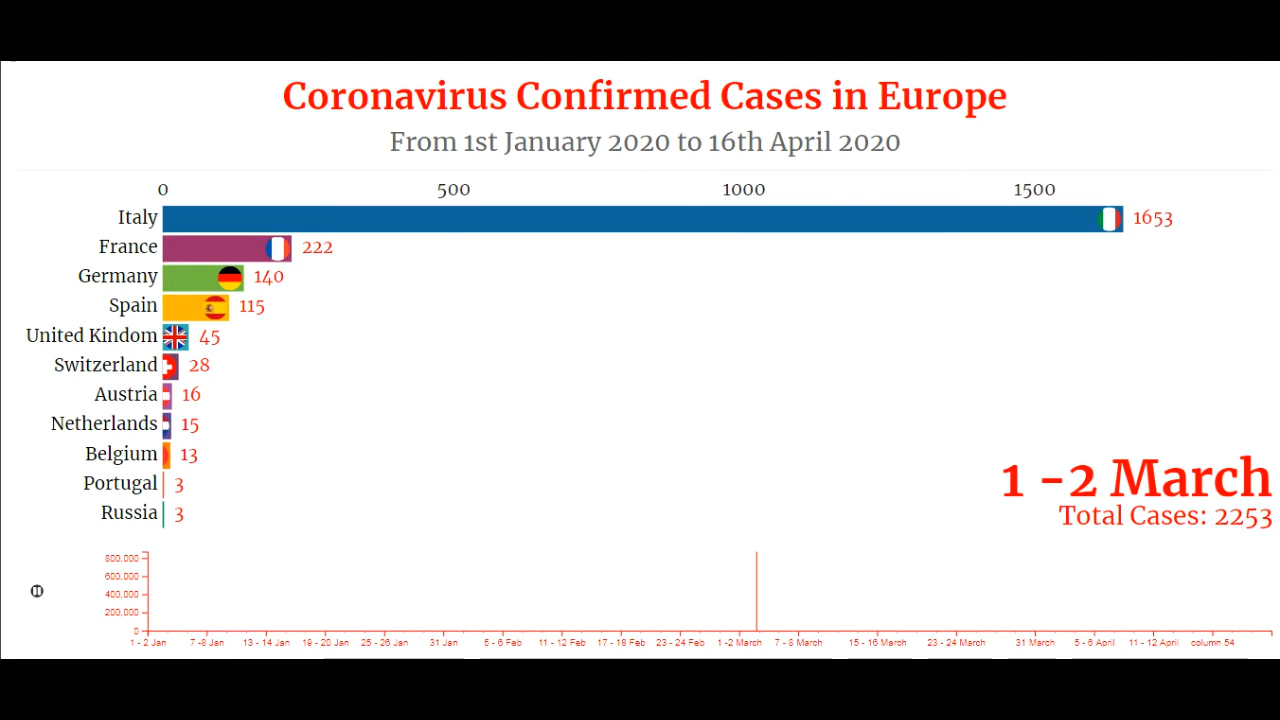 Coronavirus Confirmed Cases in Europe
From 1st January 2020 to 16th April 2020
0 500 1000 1500
Italy 1653
France 222
Germany 140
Spain 115
United Kindom 45
Switzerland 28
Austria 16
Netherlands 15
Belgium 13
Portugal 3
Russia 3
1 -2 March
Total Cases: 2253
800,000
600,000
400,000
200,000
0
1 - 2 Jan 7 -8 Jan 13 - 14 Jan 19 - 20 Jan 25 - 26 Jan 31 Jan 5 - 6 Feb 11 - 12 Feb 17 - 18 Feb 23 - 24 Feb 1 -2 March 7 - 8 March 15 - 16 March 23 - 24 March 31 March 5 - 6 April 11 - 12 April column 54